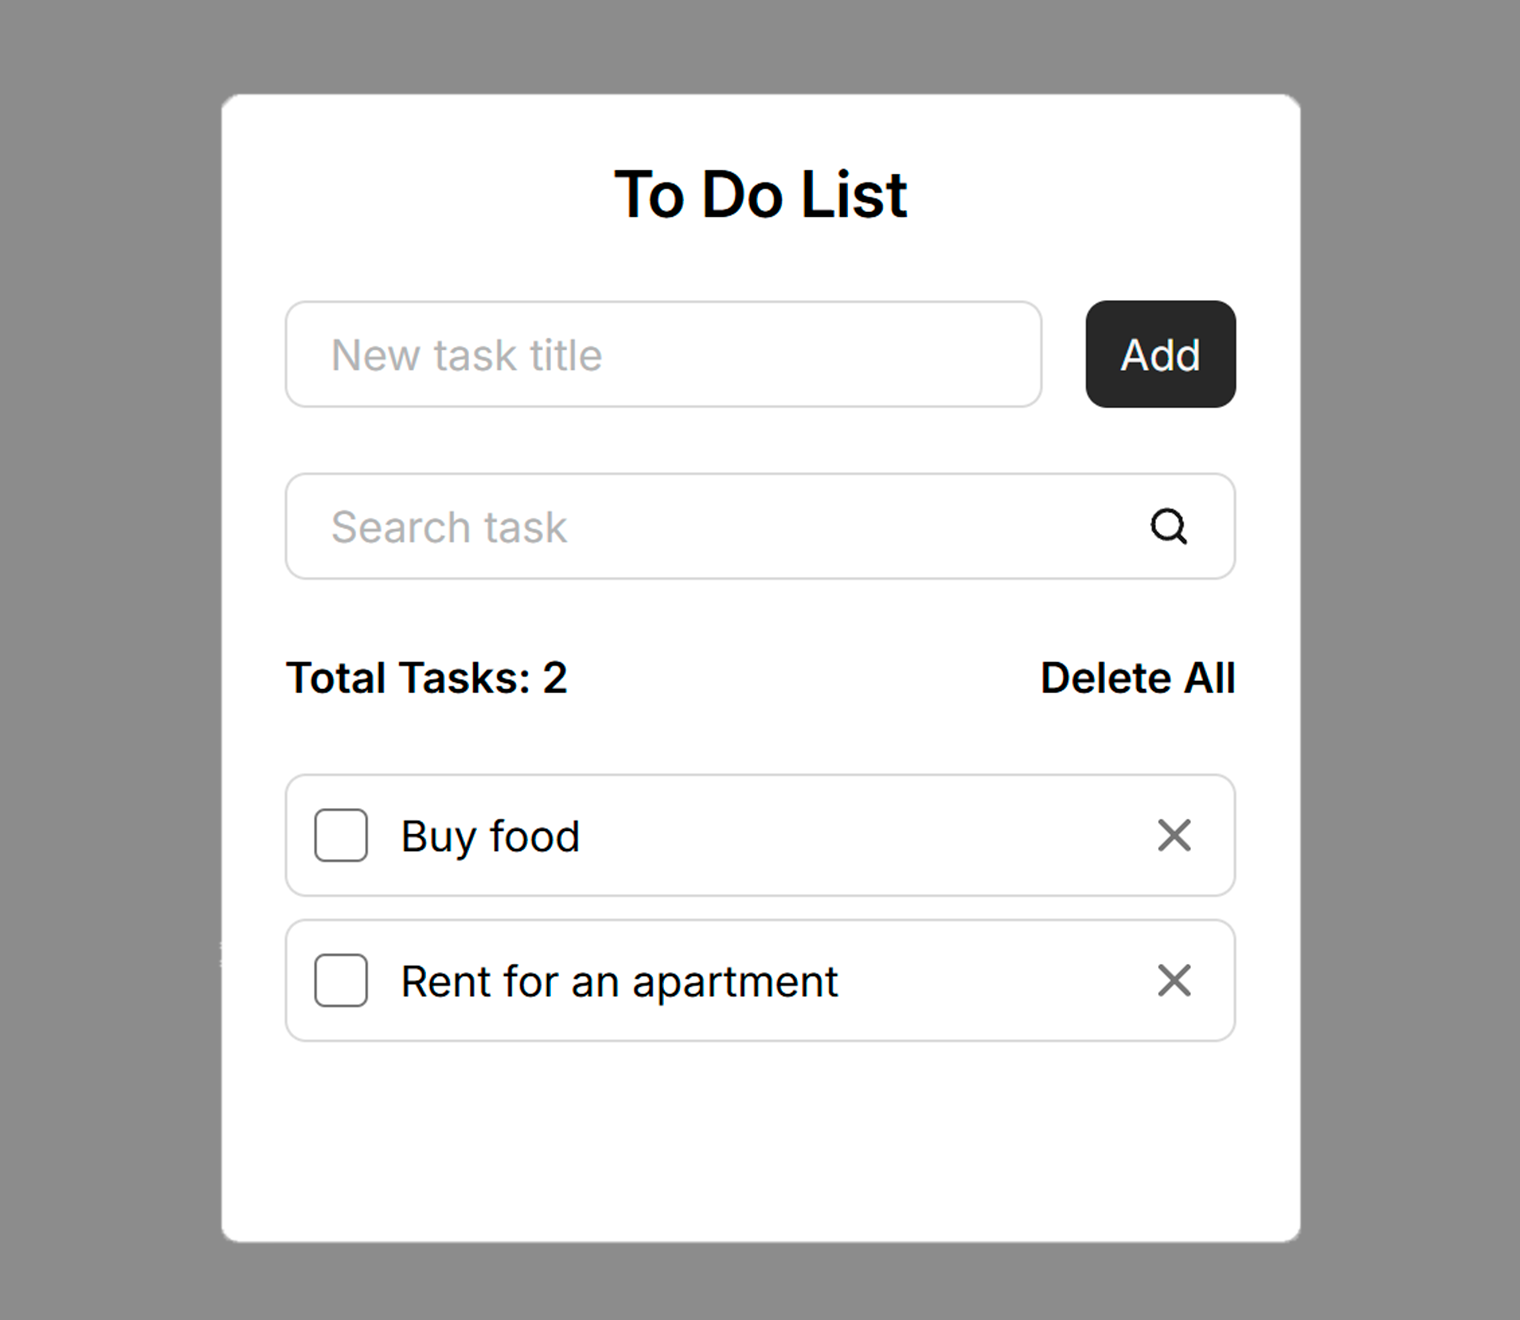 To Do List
New task title
Add
Search task
Total Tasks: 2
Delete All
Buy food
Rent for an apartment